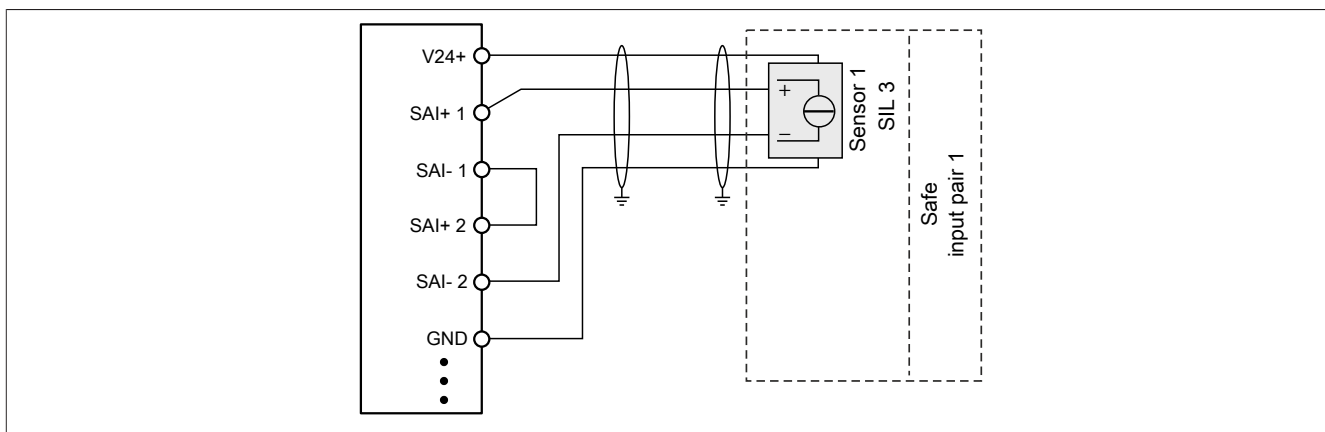 V24+
SAI+ 1
SAI- 1
SAI+ 2
SAI- 2
GND
+
−
Sensor 1
SIL 3
Safe
input pair 1